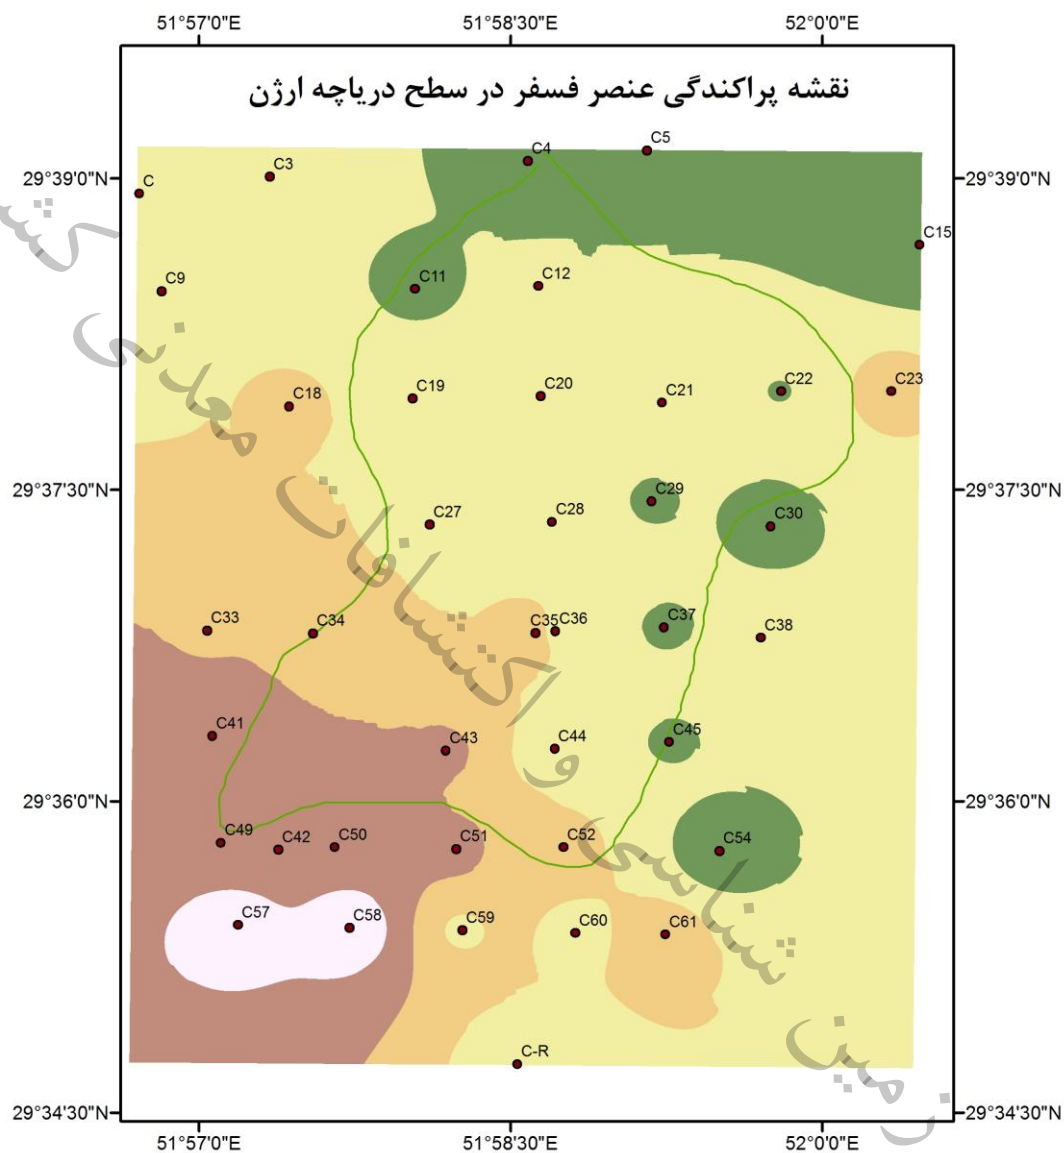 51°57'0"E 51°58'30"E 52°0'0"E
نقشه پراکندگی عنصر فسفر در سطح دریاچه ارژن
C5
C4
29°39'0"N C3 29°39'0"N
C
C15
C9 C11 C12
C18 C19 C20 C21 C22 C23
29°37'30"N C29 29°37'30"N
C27 C28 C30
C33 C34 C35 C36 C37 C38
C41 C43 C44 C45
29°36'0"N 29°36'0"N
C49 C42 C50 C51 C52 C54
C57 C58 C59 C60 C61
C-R
29°34'30"N 29°34'30"N
51°57'0"E 51°58'30"E 52°0'0"E
زمین شناسی و اکتشافات معدنی